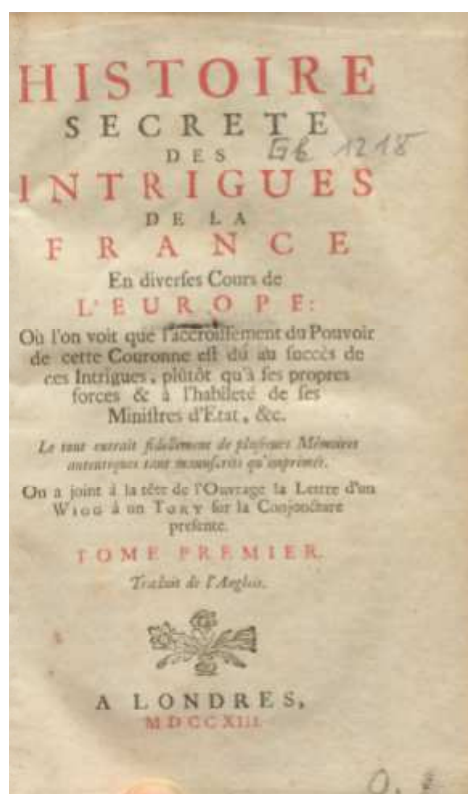 HISTOIRE
SECRETE
DES
INTRIGUES
DE LA
FRANCE
En diverſes Cours de
L'EUROPE:
Où l'on voit que l'accroiſſement du Pouvoir
de cette Couronne eſt dû au ſuccès de
ces Intrigues, plûtôt qu'à ſes propres
forces & à l'habileté de ſes
Miniſtres d'Etat, &c.
Le tout extrait fidellement de pluſieurs Mémoires
autentiques tant manuſcrits qu'imprimés.
On a joint à la tête de l'Ouvrage la Lettre d'un
WIGG à un TORY ſur la Conjoncture
preſente.
TOME PREMIER.
Traduit de l'Anglois.
A LONDRES,
MDCCXIII